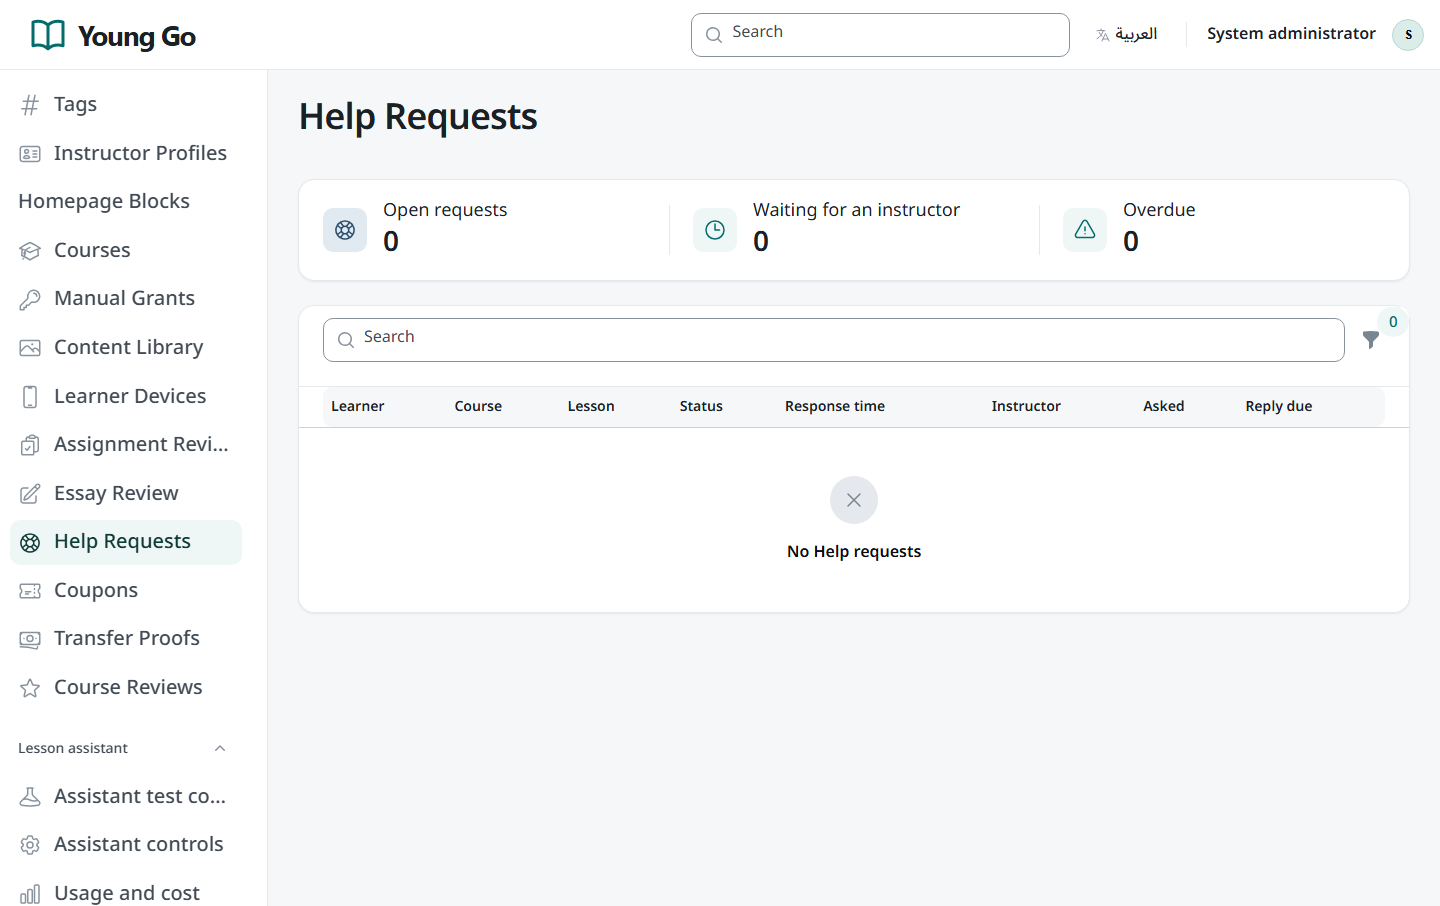 Young Go
Search
العربية
System administrator
S
Tags
Instructor Profiles
Homepage Blocks
Courses
Manual Grants
Content Library
Learner Devices
Assignment Revi...
Essay Review
Help Requests
Coupons
Transfer Proofs
Course Reviews
Lesson assistant
Assistant test co...
Assistant controls
Usage and cost
Help Requests
Open requests
0
Waiting for an instructor
0
Overdue
0
Search
0
Learner Course Lesson Status Response time Instructor Asked Reply due
No Help requests